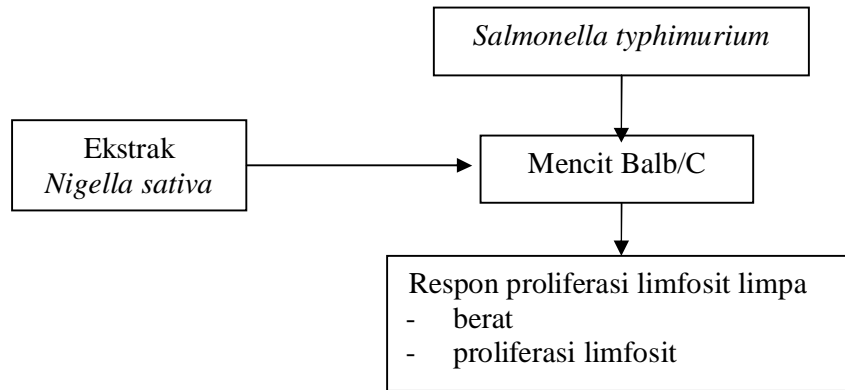 Salmonella typhimurium
Ekstrak
Nigella sativa
Mencit Balb/C
Respon proliferasi limfosit limpa
- berat
- proliferasi limfosit